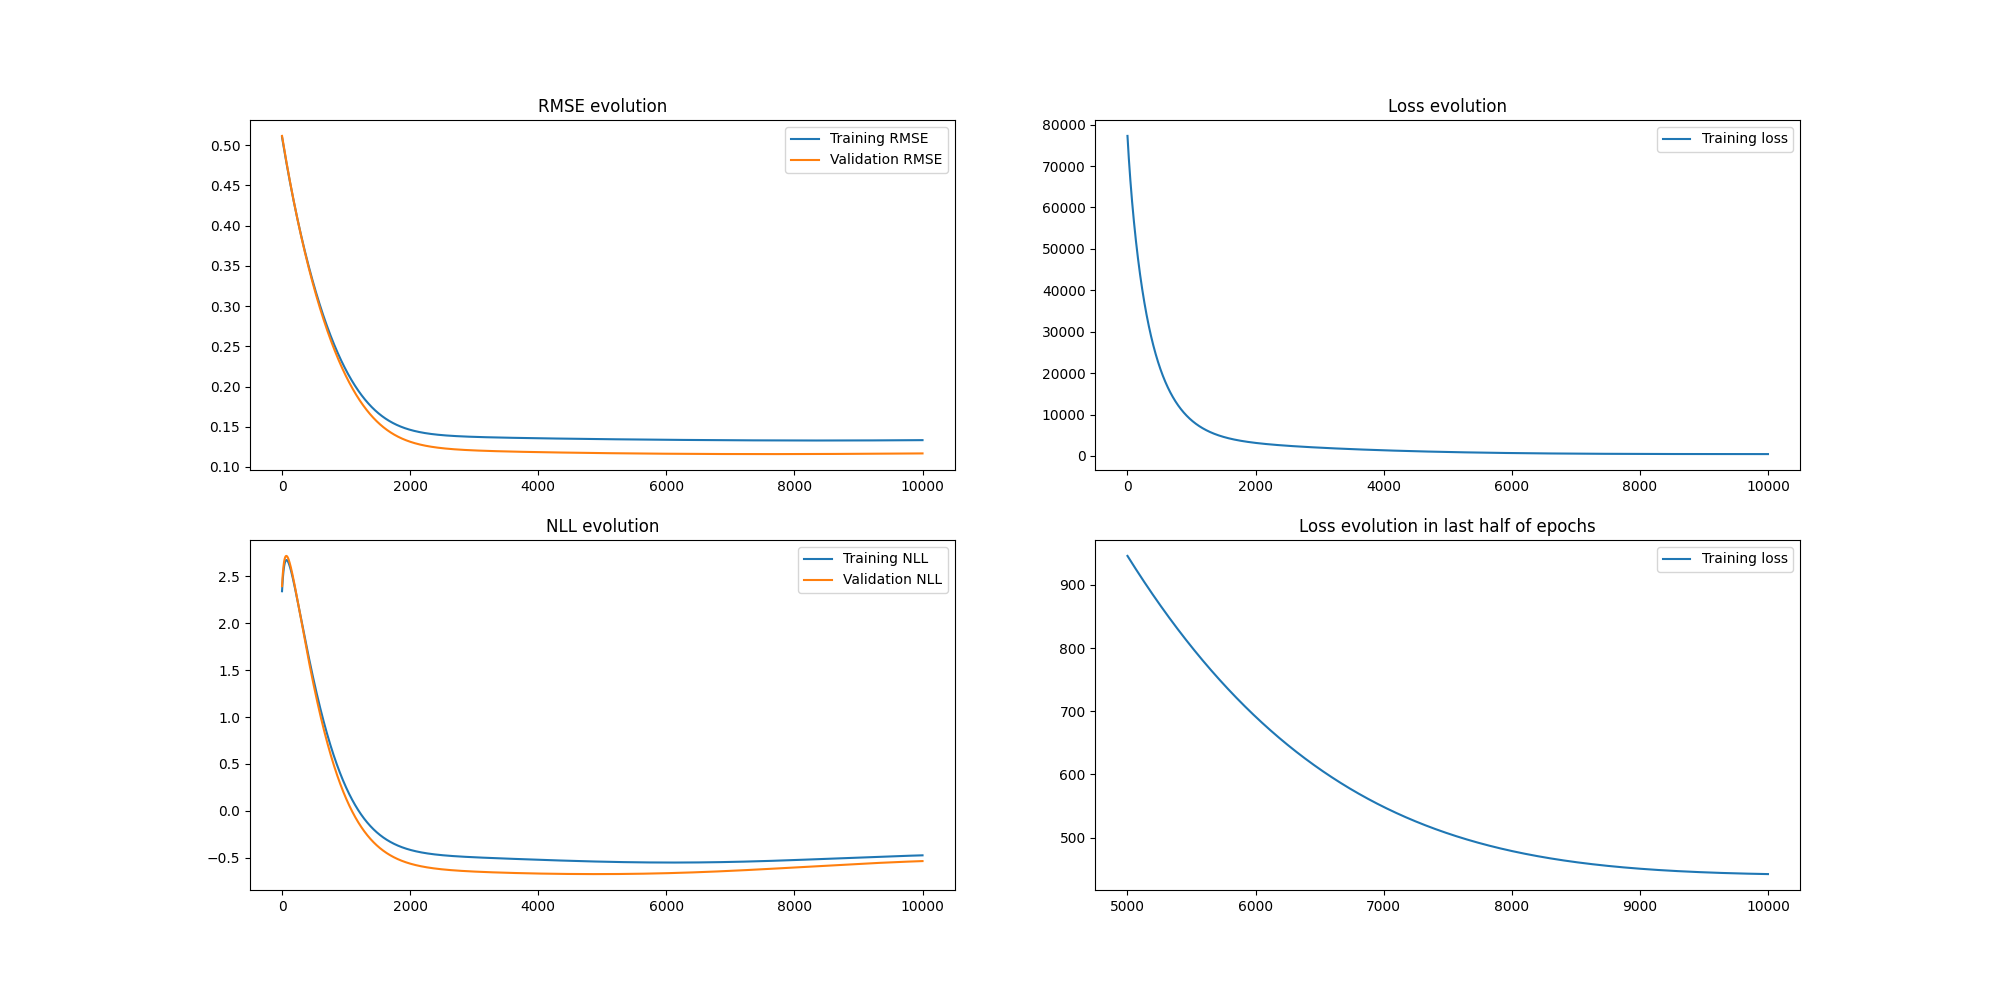 RMSE evolution
Training RMSE
Validation RMSE
0.50
0.45
0.40
0.35
0.30
0.25
0.20
0.15
0.10
0 2000 4000 6000 8000 10000
Loss evolution
Training loss
80000
70000
60000
50000
40000
30000
20000
10000
0
0 2000 4000 6000 8000 10000
NLL evolution
Training NLL
Validation NLL
2.5
2.0
1.5
1.0
0.5
0.0
−0.5
0 2000 4000 6000 8000 10000
Loss evolution in last half of epochs
Training loss
900
800
700
600
500
5000 6000 7000 8000 9000 10000